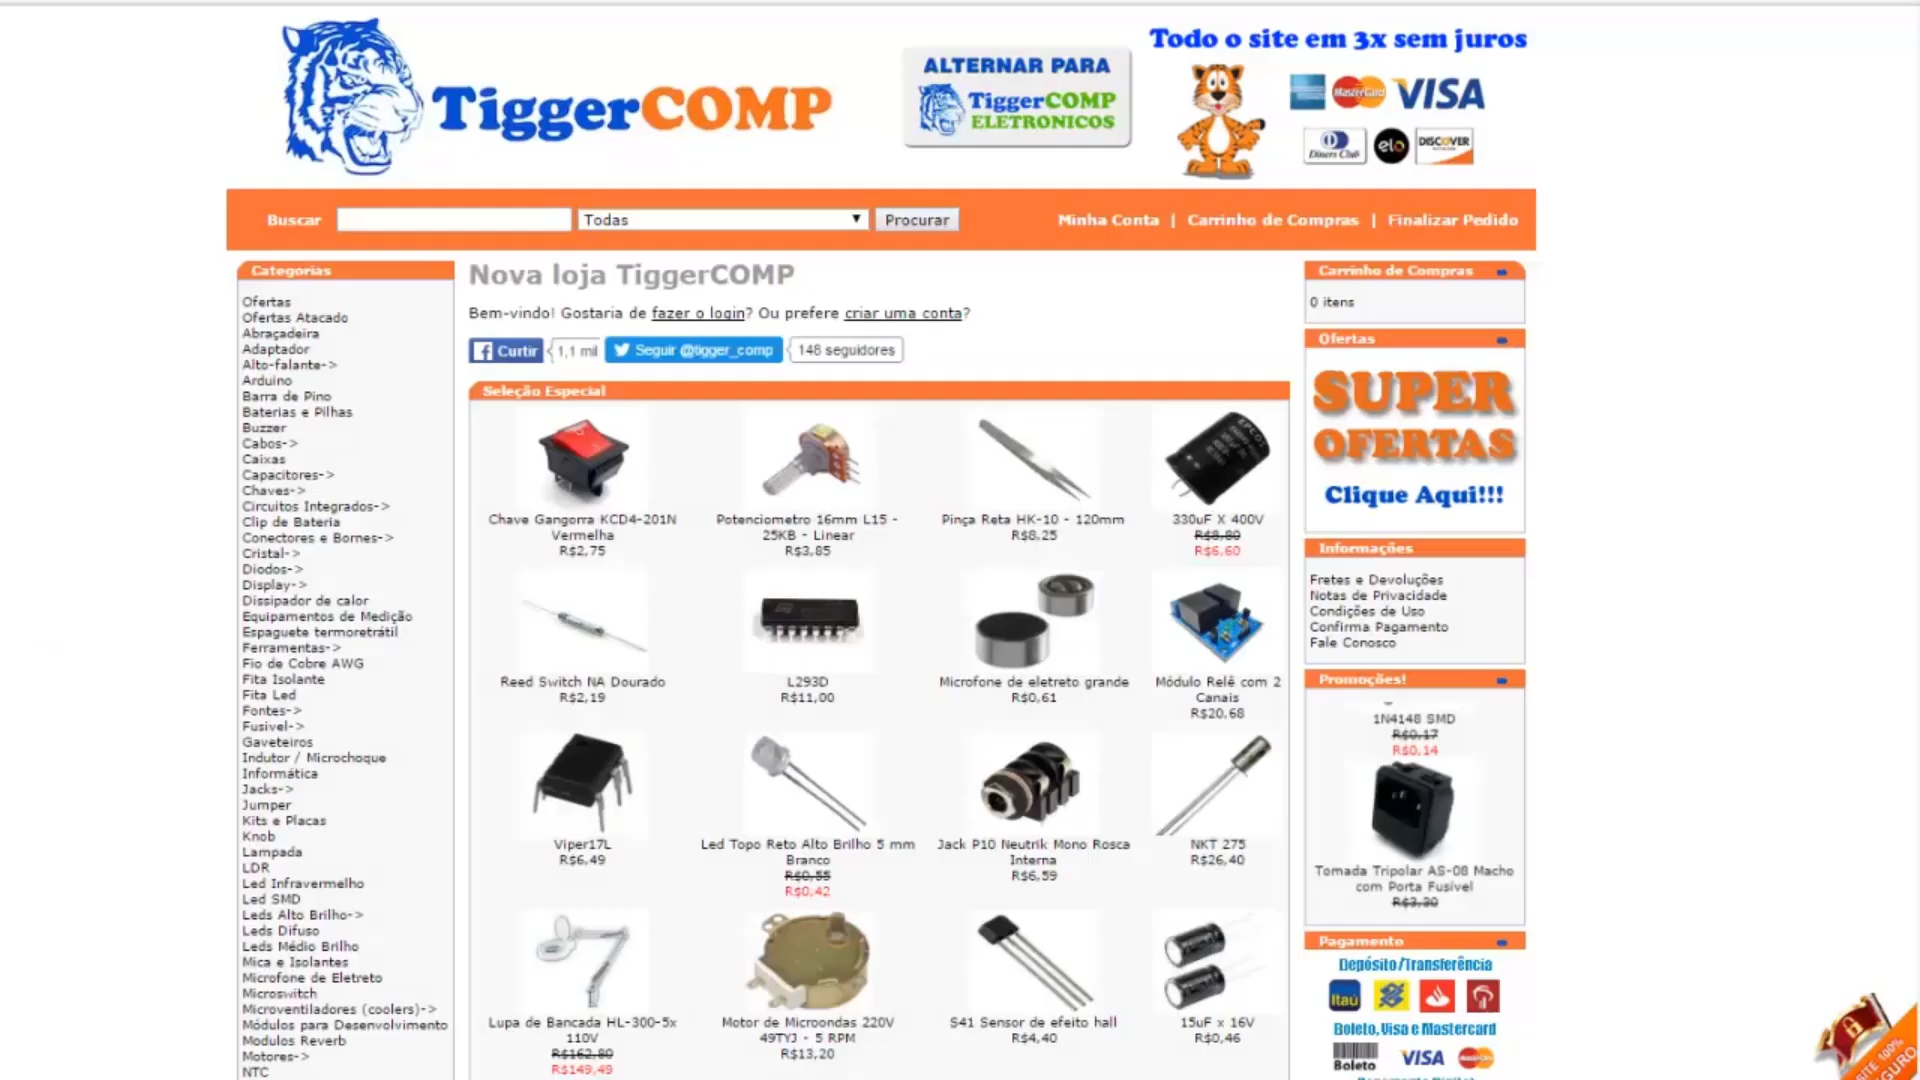 TiggerCOMP
ALTERNAR PARA
TiggerCOMP
ELETRONICOS
Todo o site em 3x sem juros
MasterCard
VISA
Diners Club
elo
DISCOVER
Buscar
Todas
Procurar
Minha Conta | Carrinho de Compras | Finalizar Pedido
Categorias
Ofertas
Ofertas Atacado
Abraçadeira
Adaptador
Alto-falante->
Arduino
Barra de Pino
Baterias e Pilhas
Buzzer
Cabos->
Caixas
Capacitores->
Chaves->
Circuitos Integrados->
Clip de Bateria
Conectores e Bornes->
Cristal->
Diodos->
Display->
Dissipador de calor
Equipamentos de Medição
Espaguete termoretrátil
Ferramentas->
Fio de Cobre AWG
Fita Isolante
Fita Led
Fontes->
Fusivel->
Gaveteiros
Indutor / Microchoque
Informática
Jacks->
Jumper
Kits e Placas
Knob
Lampada
LDR
Led Infravermelho
Led SMD
Leds Alto Brilho->
Leds Difuso
Leds Médio Brilho
Mica e Isolantes
Microfone de Eletreto
Microswitch
Microventiladores (coolers)->
Módulos para Desenvolvimento
Modulos Reverb
Motores->
NTC
Nova loja TiggerCOMP
Bem-vindo! Gostaria de fazer o login? Ou prefere criar uma conta?
Curtir
1,1 mil
Seguir @tigger_comp
148 seguidores
Seleção Especial
Chave Gangorra KCD4-201N
Vermelha
R$2,75
Potenciometro 16mm L15 -
25KB - Linear
R$3,85
Pinça Reta HK-10 - 120mm
R$8,25
EPCOS
330uF X 400V
R$8,80
R$6,60
Reed Switch NA Dourado
R$2,19
L293D
R$11,00
Microfone de eletreto grande
R$0,61
Módulo Relê com 2
Canais
R$20,68
Viper17L
R$6,49
Led Topo Reto Alto Brilho 5 mm
Branco
R$0,55
R$0,42
Jack P10 Neutrik Mono Rosca
Interna
R$6,59
NKT 275
R$26,40
Lupa de Bancada HL-300-5x
110V
R$162,80
R$149,49
Motor de Microondas 220V
49TYJ - 5 RPM
R$13,20
S41 Sensor de efeito hall
R$4,40
15uF x 16V
R$0,46
Carrinho de Compras
0 itens
Ofertas
SUPER
OFERTAS
Clique Aqui!!!
Informações
Fretes e Devoluções
Notas de Privacidade
Condições de Uso
Confirma Pagamento
Fale Conosco
Promoções!
1N4148 SMD
R$0,17
R$0,14
Tomada Tripolar AS-08 Macho
com Porta Fusível
R$3,30
Pagamento
Depósito/Transferência
Itaú
Boleto, Visa e Mastercard
Boleto
VISA
MasterCard
SITE 100%